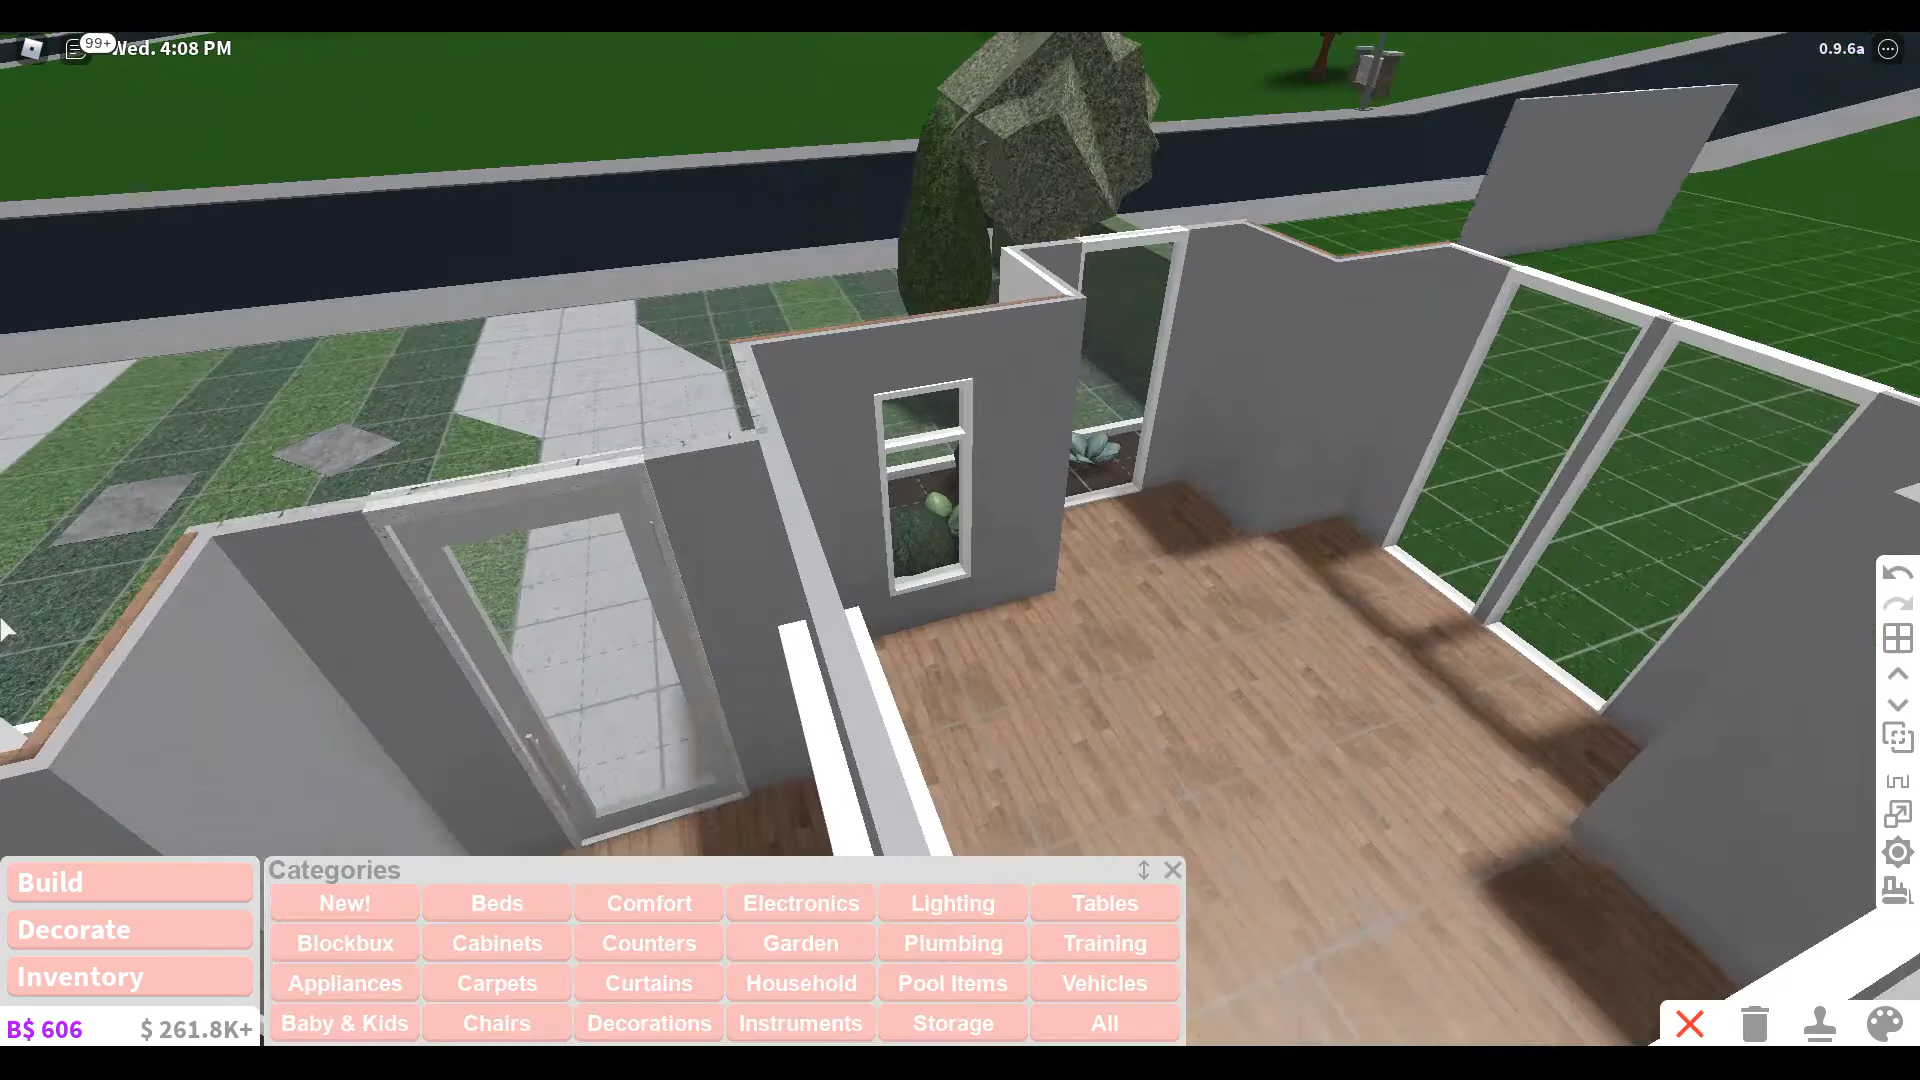 99+
Wed. 4:08 PM
0.9.6a
Build
Decorate
Inventory
B$ 606
$ 261.8K+
Categories
New! Beds Comfort Electronics Lighting Tables
Blockbux Cabinets Counters Garden Plumbing Training
Appliances Carpets Curtains Household Pool Items Vehicles
Baby & Kids Chairs Decorations Instruments Storage All